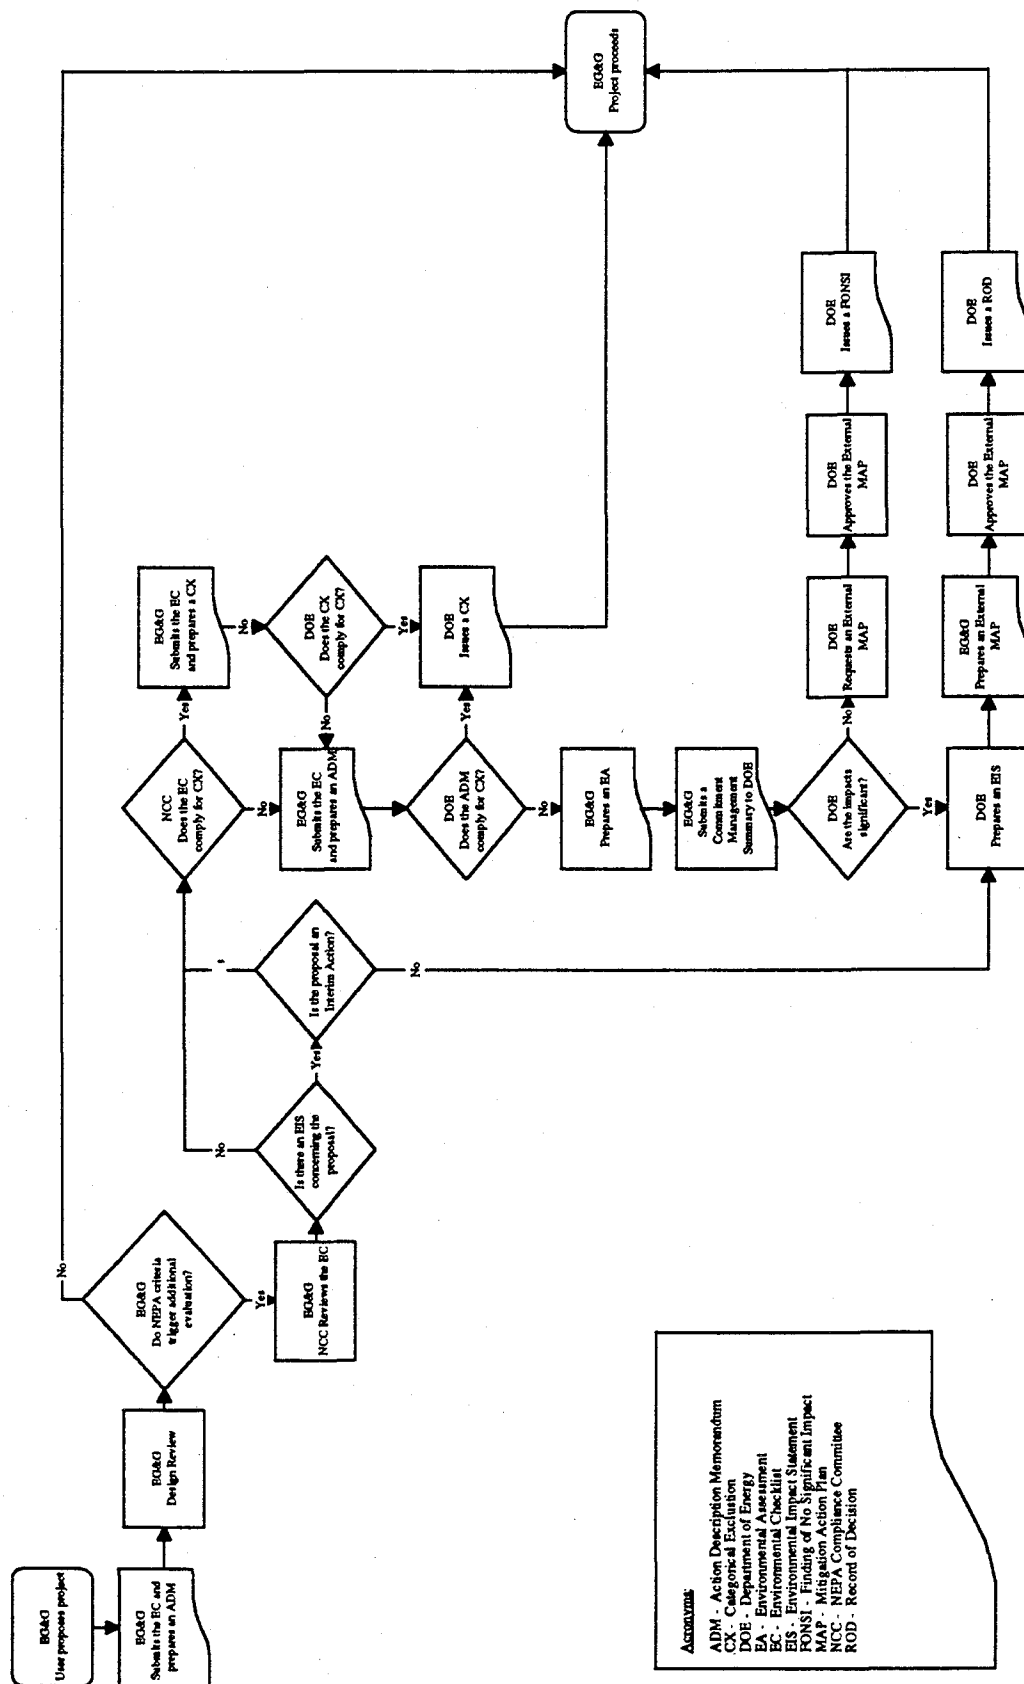 EG&G
User proposes project
EG&G
Submits the EC and
prepares an ADM
EG&G
Design Review
EG&G
Do NEPA criteria
trigger additional
evaluation?
No
Yes
EG&G
NCC Reviews the EC
Is there an EIS
concerning the
proposal?
No
Yes
Is the proposal an
Interim Action?
No
NCC
Does the EC
comply for CX?
Yes
No
EG&G
Submits the EC
and prepares a CX
No
DOE
Does the CX
comply for CX?
No
Yes
EG&G
Submits the EC
and prepares an ADM
DOE
Does the ADM
comply for CX?
Yes
No
DOE
Issues a CX
EG&G
Prepares an EA
EG&G
Submits a
Commitment
Management
Summary to DOE
DOE
Are the impacts
significant?
No
Yes
DOE
Requests an External
MAP
DOE
Approves the External
MAP
DOE
Issues a FONSI
DOE
Prepares an EIS
EG&G
Prepares an External
MAP
DOE
Approves the External
MAP
DOE
Issues a ROD
EG&G
Project proceeds
Acronyms:
ADM - Action Description Memorandum
CX - Categorical Exclustion
DOE - Department of Energy
EA - Environmental Assessment
EC - Environmental Checklist
EIS - Environmental Impact Statement
FONSI - Finding of No Significant Impact
MAP - Mitigation Action Plan
NCC - NEPA Compliance Committee
ROD - Record of Decision